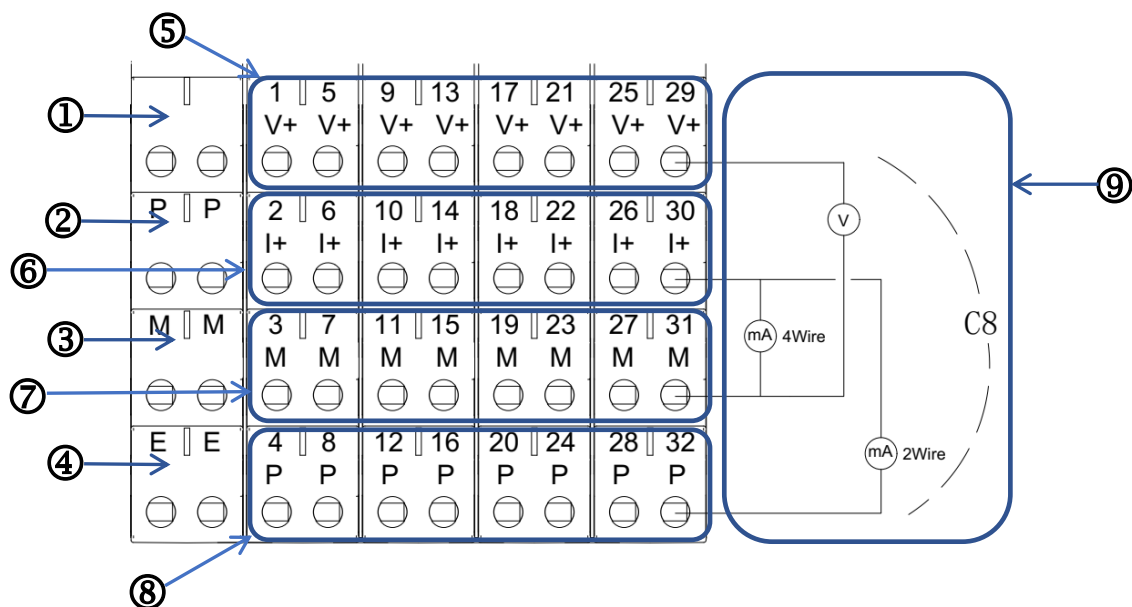 ⑤
1 5 9 13 17 21 25 29
V+ V+ V+ V+ V+ V+ V+ V+
①
⑨
② P P 2 6 10 14 18 22 26 30
I+ I+ I+ I+ I+ I+ I+ I+
V
⑥
③ M M 3 7 11 15 19 23 27 31
M M M M M M M M
mA 4Wire
C8
⑦
④ E E 4 8 12 16 20 24 28 32
P P P P P P P P
mA 2Wire
⑧